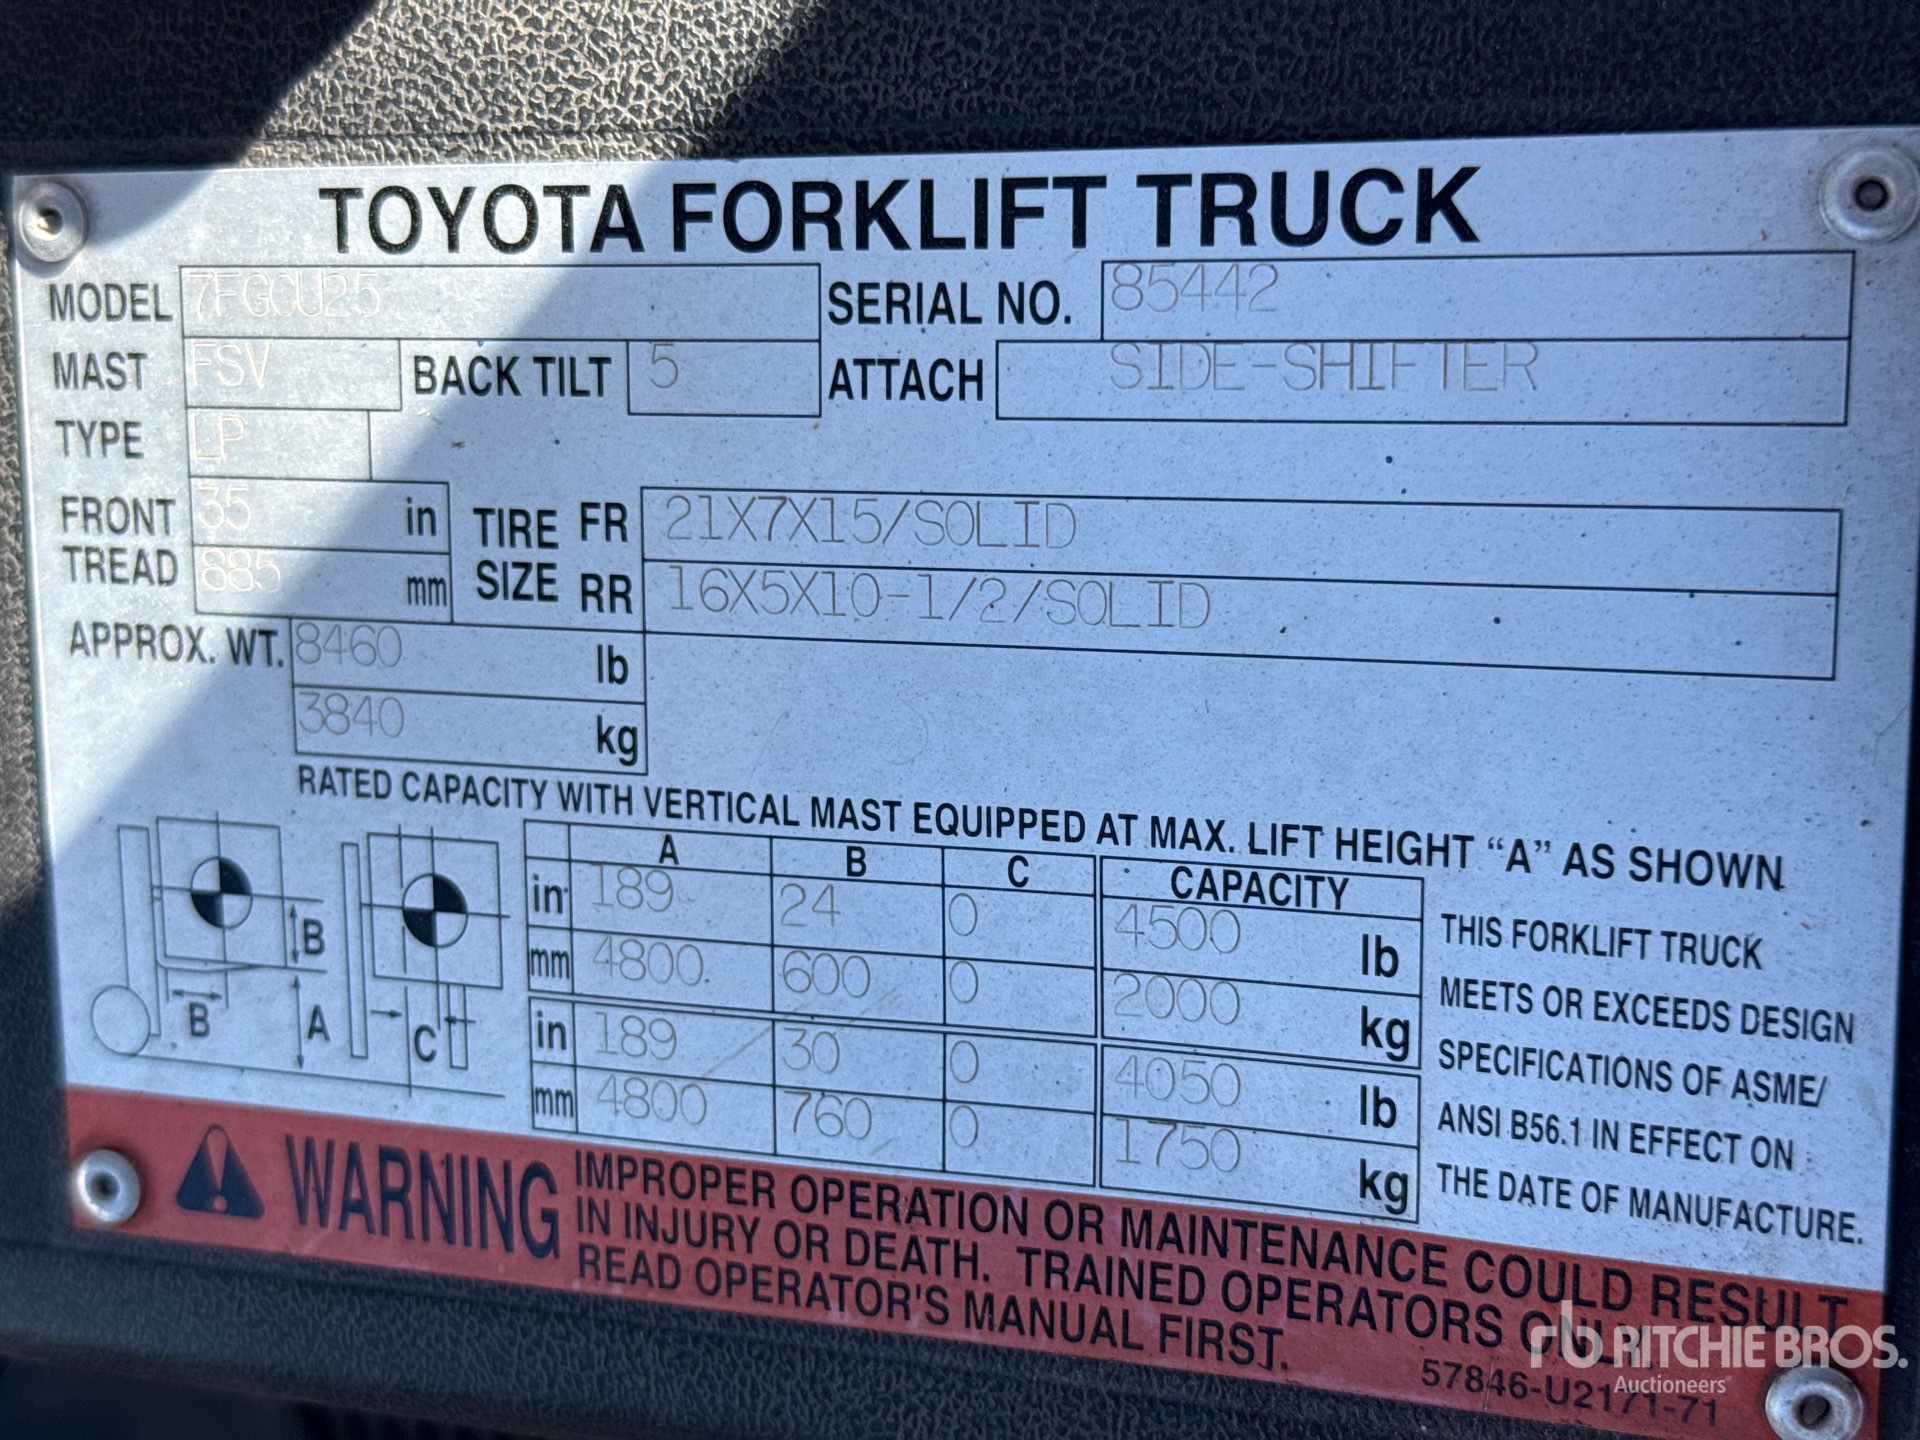 TOYOTA FORKLIFT TRUCK
MODEL 7FGCU25 SERIAL NO. 85442
MAST FSV BACK TILT 5 ATTACH SIDE-SHIFTER
TYPE LP
FRONT TREAD 35 in
885 mm
TIRE SIZE FR 21X7X15/SOLID
RR 16X5X10-1/2/SOLID
APPROX. WT. 8460 lb
3840 kg
RATED CAPACITY WITH VERTICAL MAST EQUIPPED AT MAX. LIFT HEIGHT "A" AS SHOWN
A B C CAPACITY
in 189 24 0 4500 lb
mm 4800 600 0 2000 kg
in 189 30 0 4050 lb
mm 4800 760 0 1750 kg
B
B A C
THIS FORKLIFT TRUCK
MEETS OR EXCEEDS DESIGN
SPECIFICATIONS OF ASME/
ANSI B56.1 IN EFFECT ON
THE DATE OF MANUFACTURE.
WARNING
IMPROPER OPERATION OR MAINTENANCE COULD RESULT
IN INJURY OR DEATH. TRAINED OPERATORS ONLY.
READ OPERATOR'S MANUAL FIRST.
57846-U2171-71
rb RITCHIE BROS.
Auctioneers